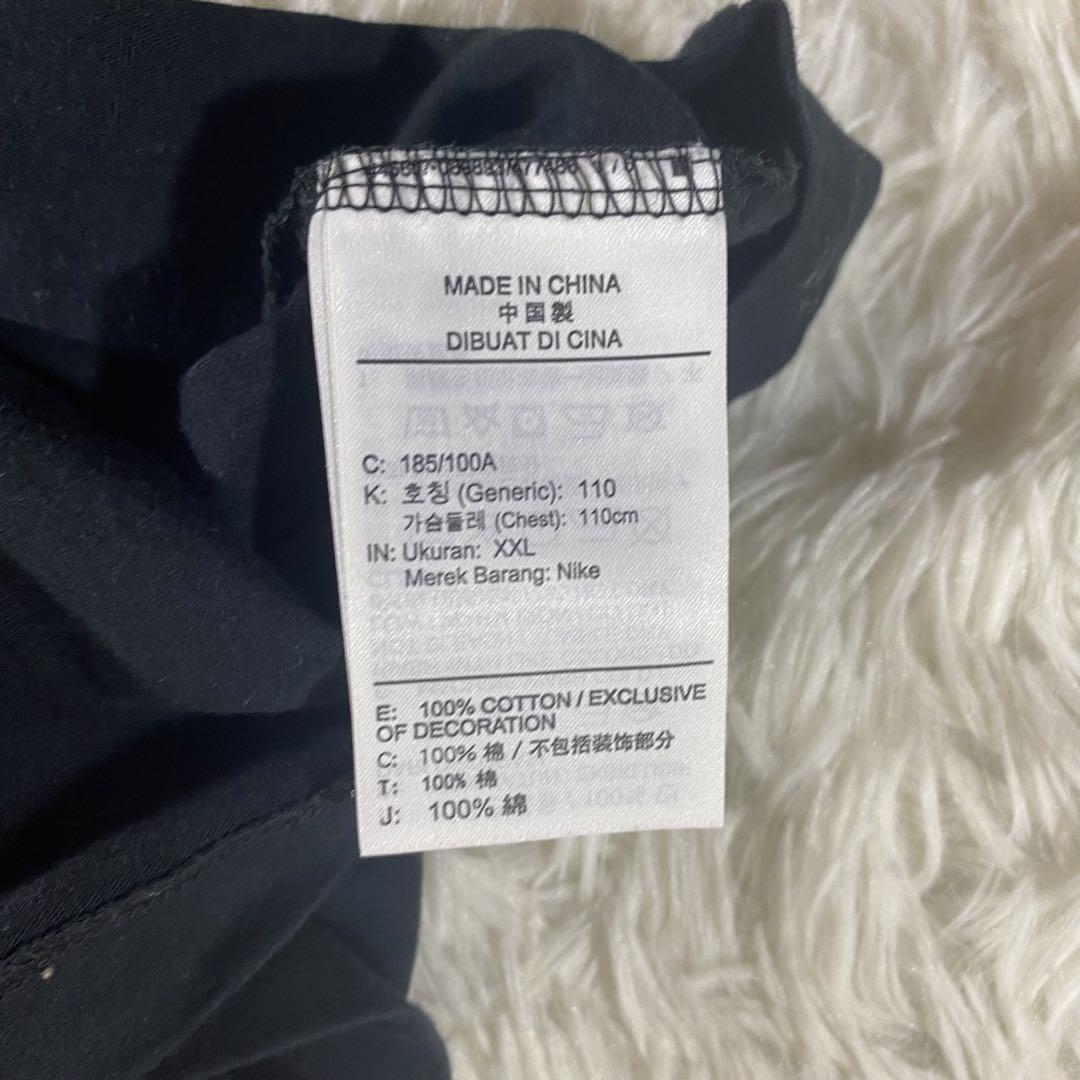 MADE IN CHINA
中国製
DIBUAT DI CINA
C: 185/100A
K: 호칭 (Generic): 110
가슴둘레 (Chest): 110cm
IN: Ukuran: XXL
Merek Barang: Nike
E: 100% COTTON / EXCLUSIVE
OF DECORATION
C: 100% 棉 / 不包括装饰部分
T: 100% 棉
J: 100% 綿